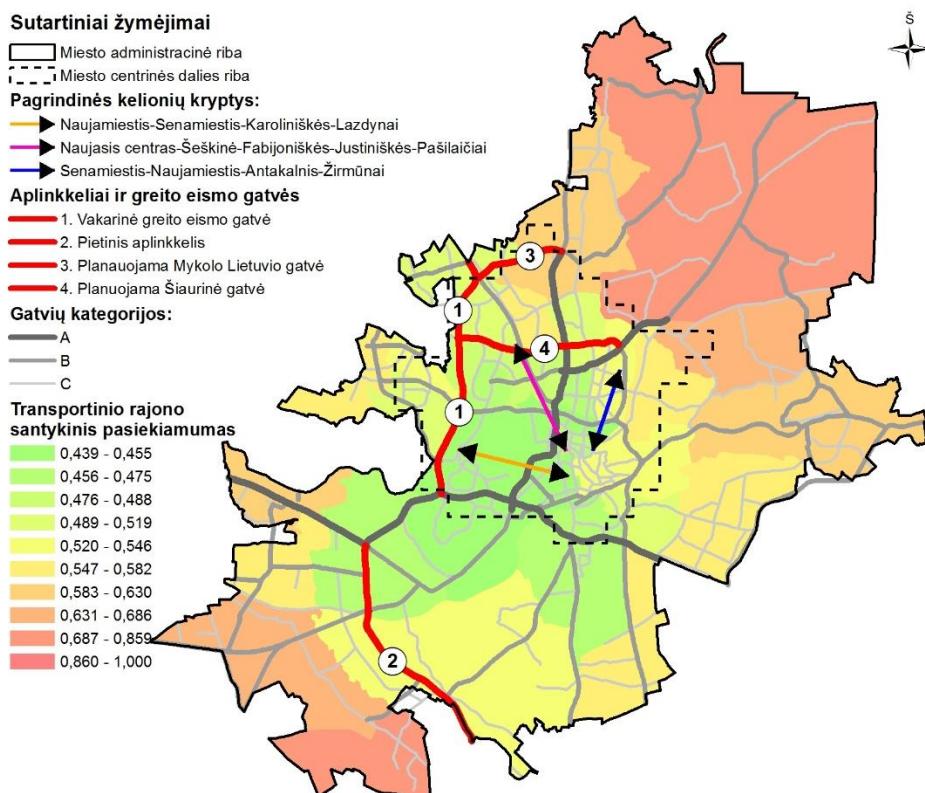 Sutartiniai žymėjimai
Miesto administracinė riba
Miesto centrinės dalies riba
Pagrindinės kelionių kryptys:
Naujamiestis-Senamiestis-Karoliniškės-Lazdynai
Naujasis centras-Šeškinė-Fabijoniškės-Justiniškės-Pašilaičiai
Senamiestis-Naujamiestis-Antakalnis-Žirmūnai
Aplinkkeliai ir greito eismo gatvės
1. Vakarinė greito eismo gatvė
2. Pietinis aplinkkelis
3. Planauojama Mykolo Lietuvio gatvė
4. Planuojama Šiaurinė gatvė
Gatvių kategorijos:
A
B
C
Transportinio rajono
santykinis pasiekiamumas
0,439 - 0,455
0,456 - 0,475
0,476 - 0,488
0,489 - 0,519
0,520 - 0,546
0,547 - 0,582
0,583 - 0,630
0,631 - 0,686
0,687 - 0,859
0,860 - 1,000
Š
3
1
4
1
2